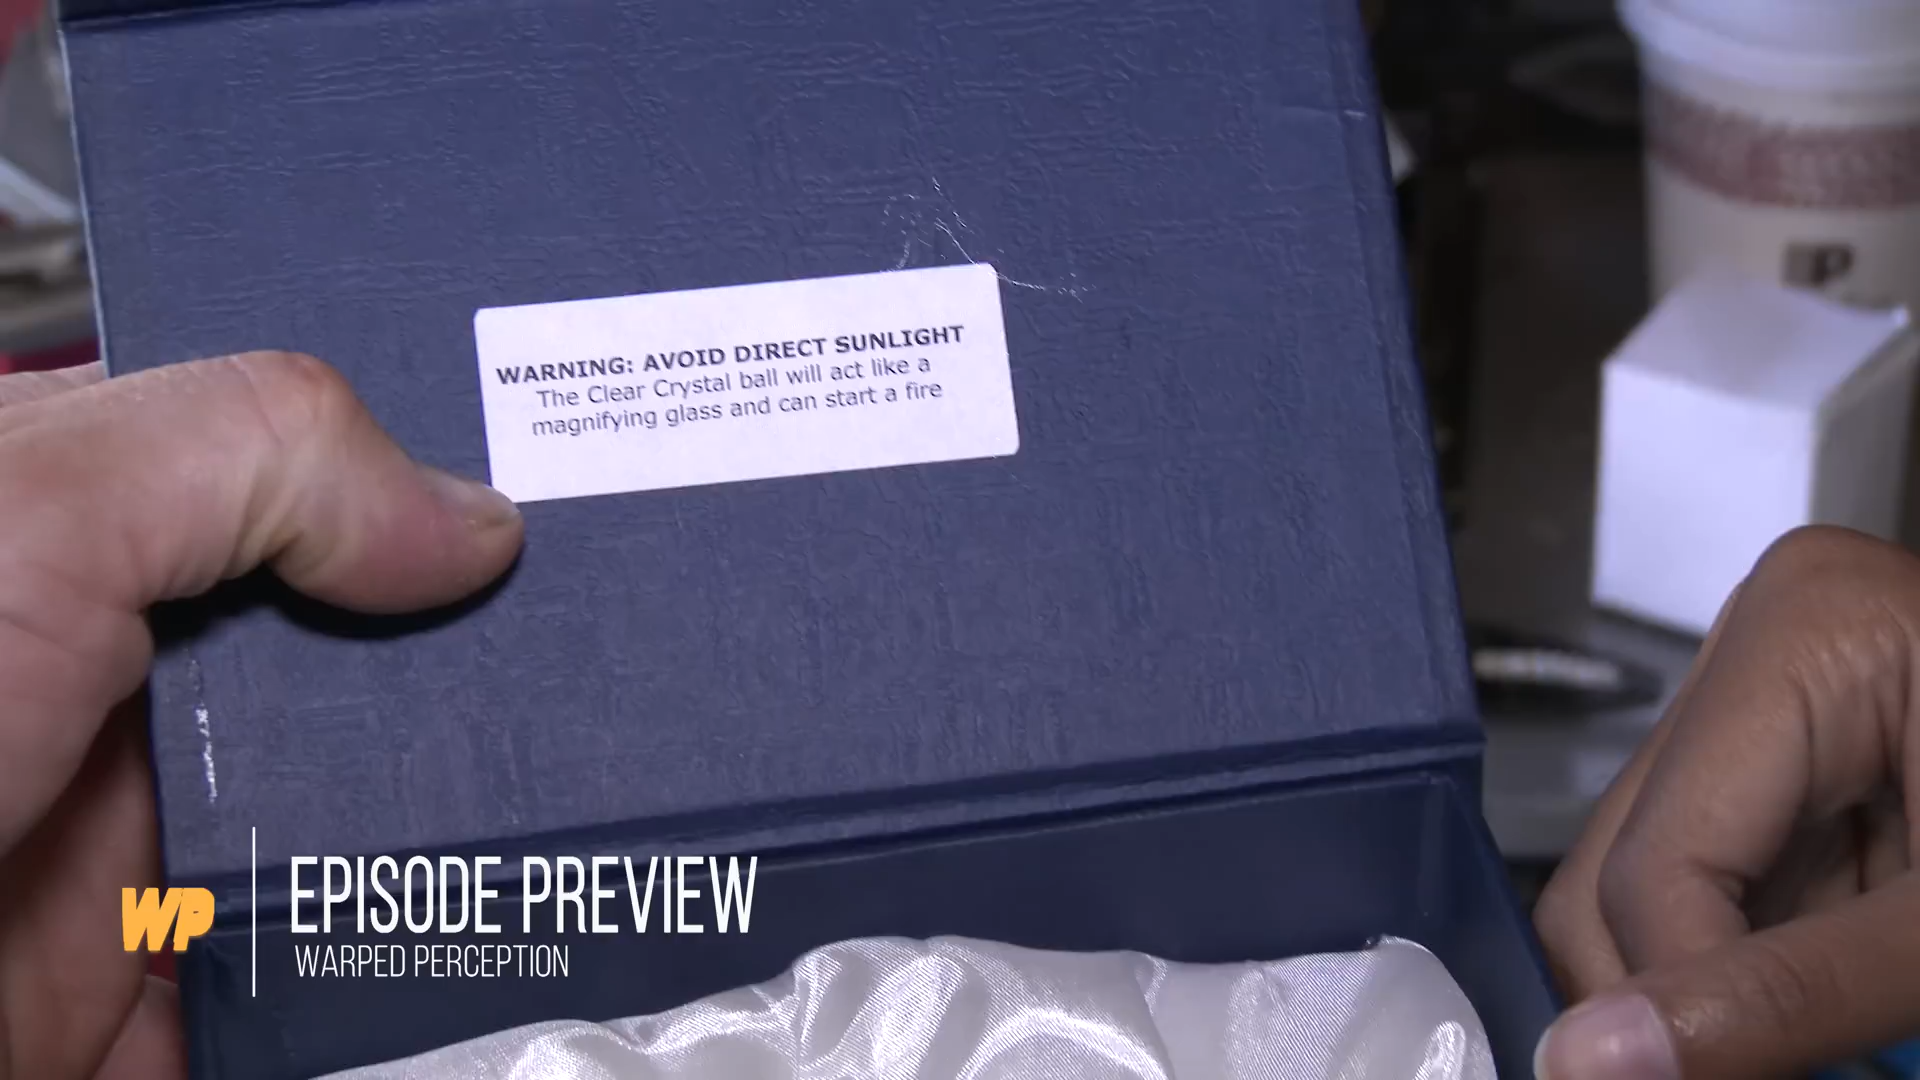 WARNING: AVOID DIRECT SUNLIGHT
The Clear Crystal ball will act like a
magnifying glass and can start a fire
WP
EPISODE PREVIEW
WARPED PERCEPTION